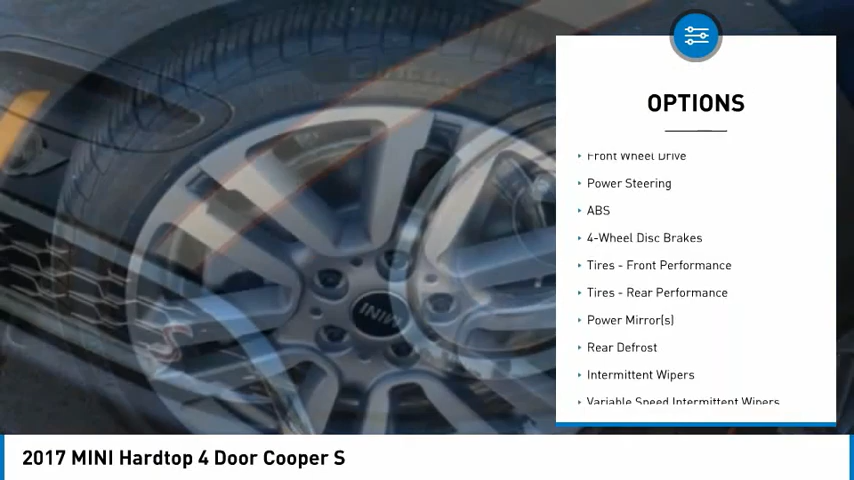 OPTIONS
Front Wheel Drive
Power Steering
ABS
4-Wheel Disc Brakes
Tires - Front Performance
Tires - Rear Performance
Power Mirror(s)
Rear Defrost
Intermittent Wipers
Variable Speed Intermittent Wipers
MINI
2017 MINI Hardtop 4 Door Cooper S